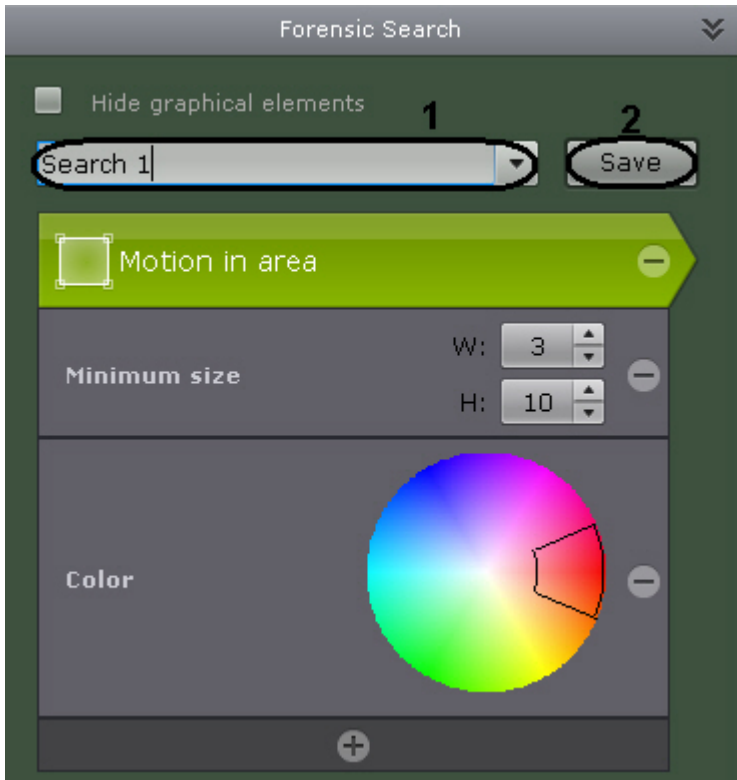 Forensic Search
Hide graphical elements
1
2
Search 1
Save
Motion in area
Minimum size
W: 3
H: 10
Color